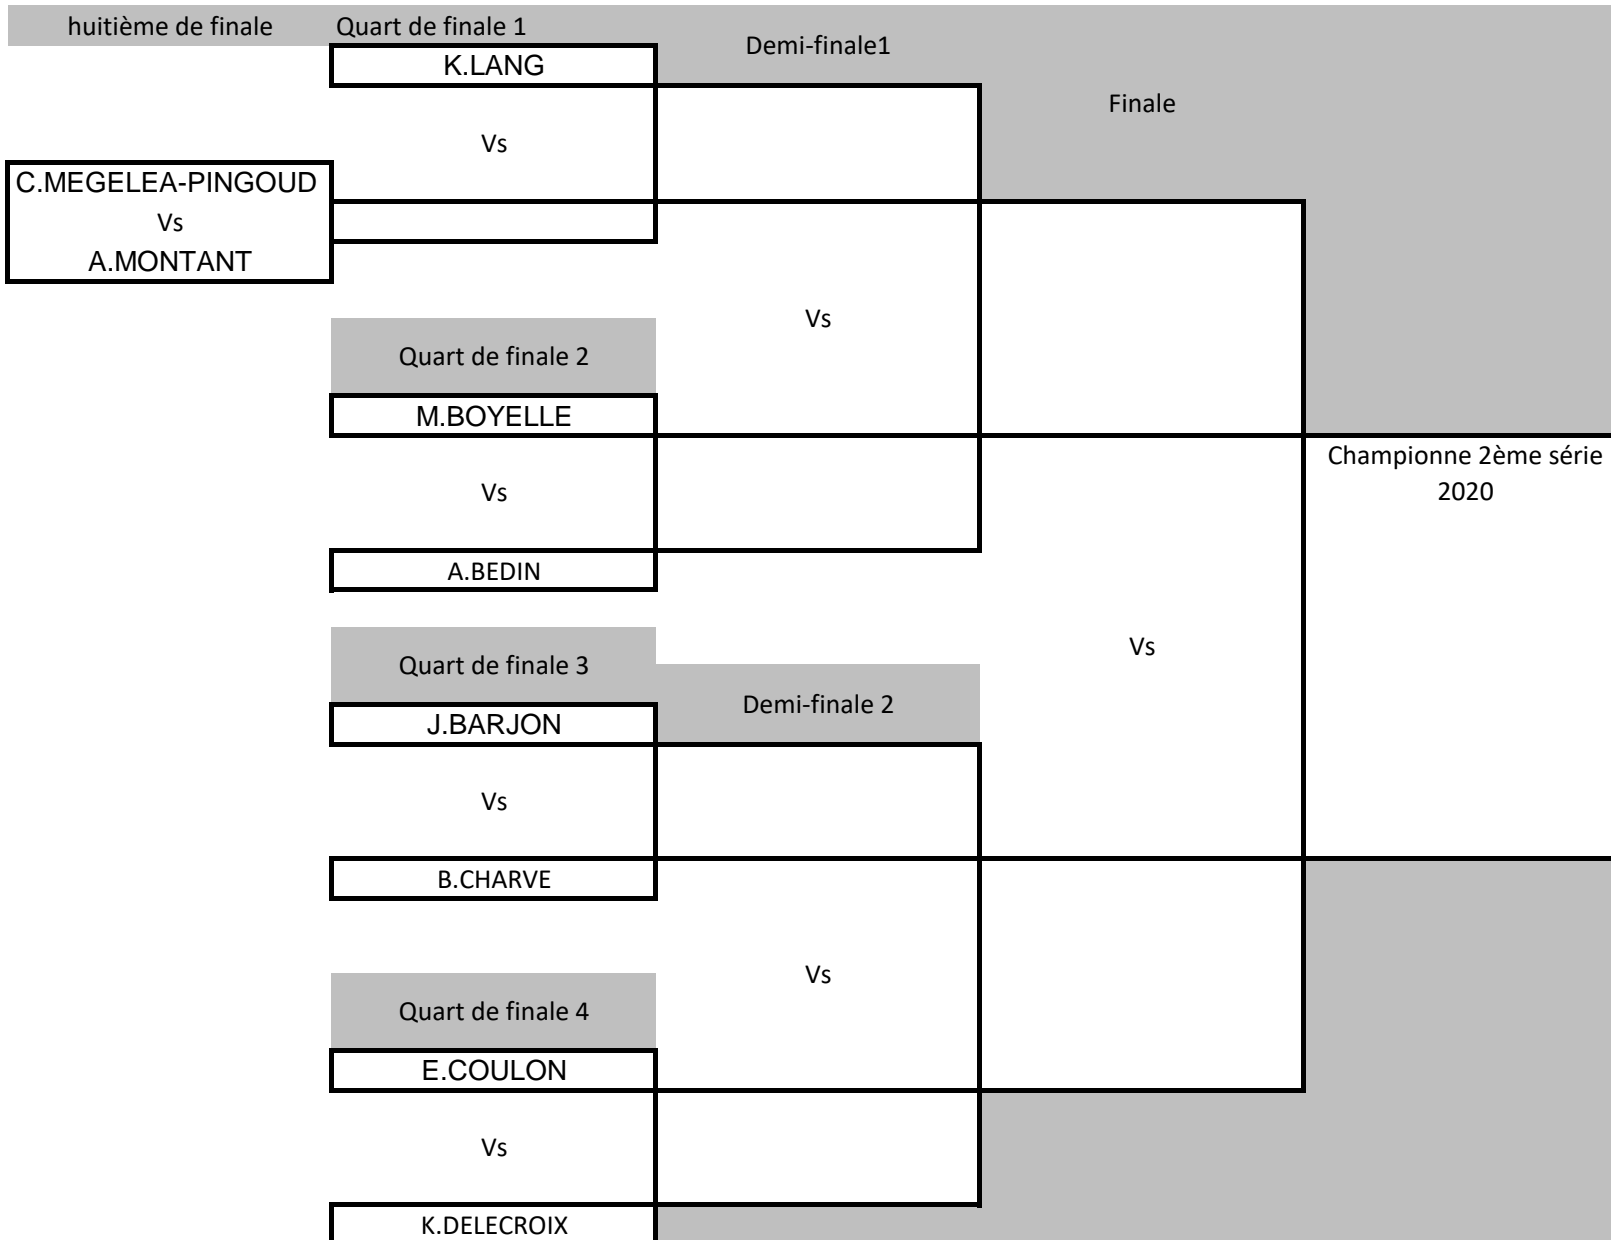 huitième de finale
Quart de finale 1
Demi-finale1
Finale
K.LANG
Vs
C.MEGELEA-PINGOUD
Vs
A.MONTANT
Vs
Quart de finale 2
M.BOYELLE
Vs
A.BEDIN
Championne 2ème série
2020
Vs
Quart de finale 3
Demi-finale 2
J.BARJON
Vs
B.CHARVE
Vs
Quart de finale 4
E.COULON
Vs
K.DELECROIX